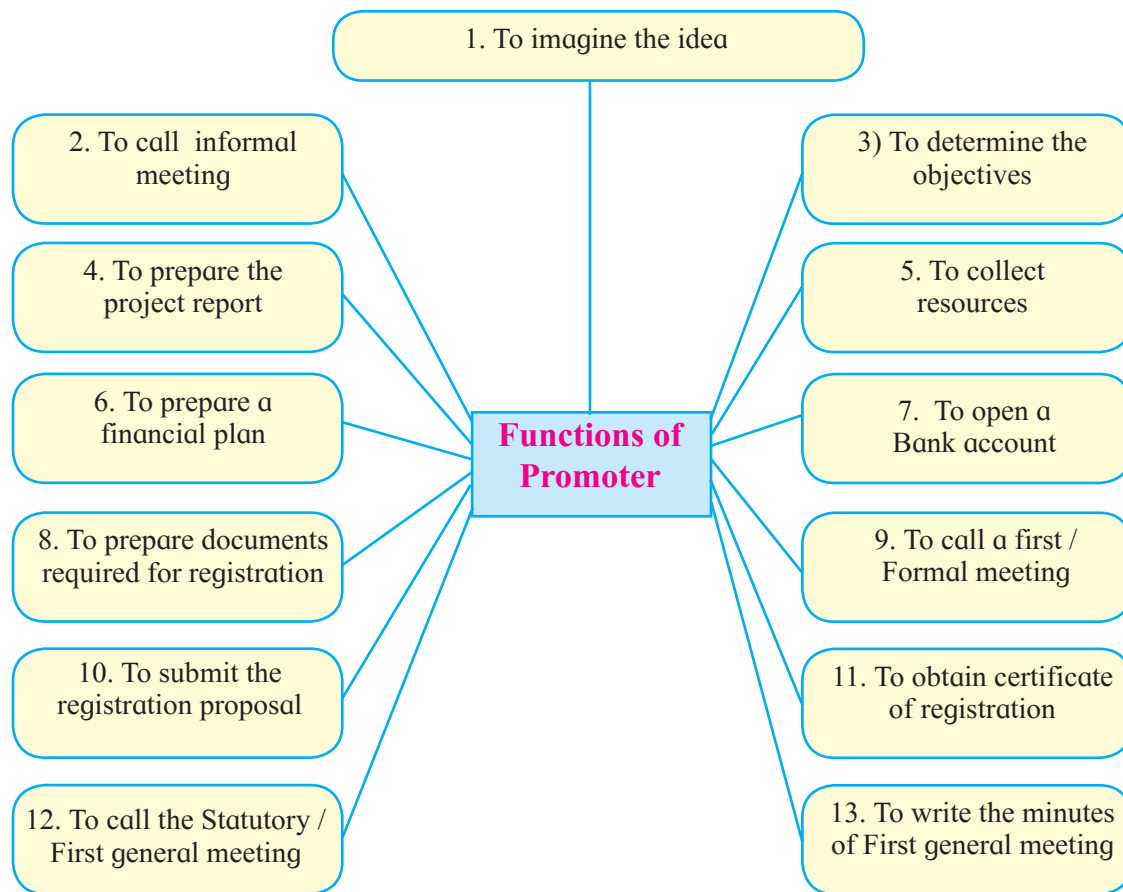 1. To imagine the idea
2. To call informal
meeting
3) To determine the
objectives
4. To prepare the
project report
5. To collect
resources
6. To prepare a
financial plan
7. To open a
Bank account
Functions of
Promoter
8. To prepare documents
required for registration
9. To call a first /
Formal meeting
10. To submit the
registration proposal
11. To obtain certificate
of registration
12. To call the Statutory /
First general meeting
13. To write the minutes
of First general meeting